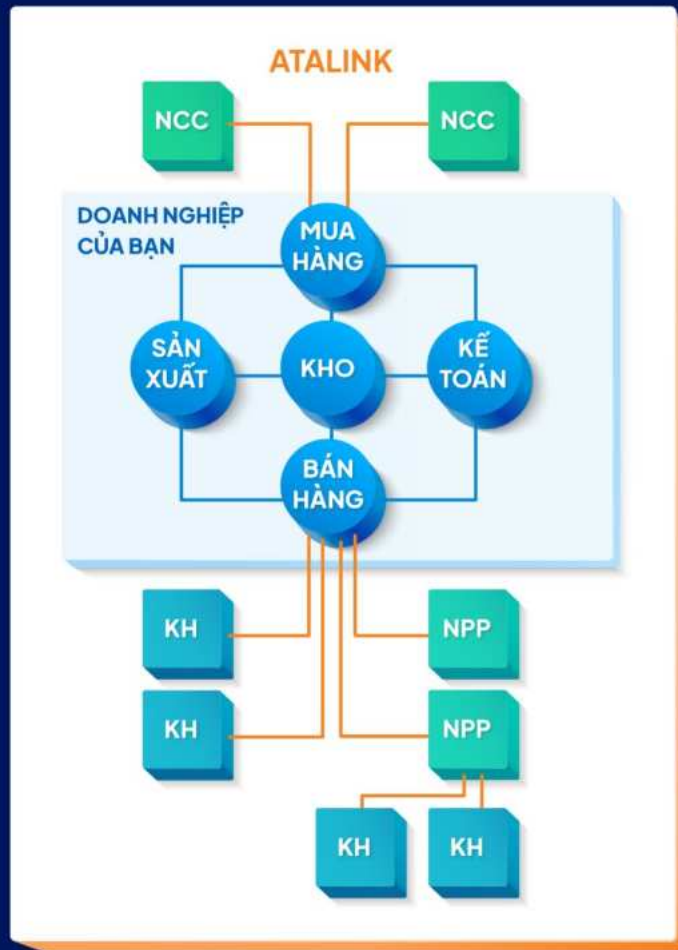 ATALINK
NCC
NCC
DOANH NGHIỆP
CỦA BẠN
MUA
HÀNG
SẢN
XUẤT
KHO
KẾ
TOÁN
BÁN
HÀNG
KH
NPP
KH
NPP
KH
KH